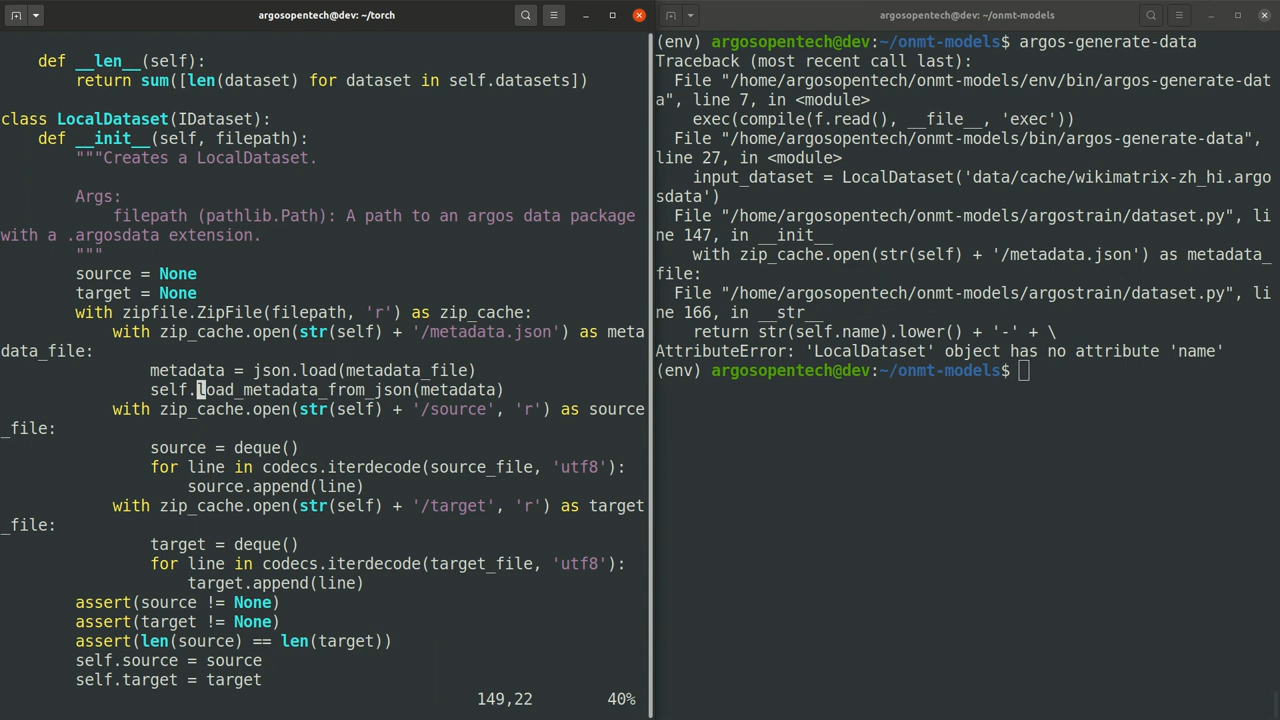 argosopentech@dev: ~/torch
def __len__(self):
return sum([len(dataset) for dataset in self.datasets])
class LocalDataset(IDataset):
def __init__(self, filepath):
"""Creates a LocalDataset.
Args:
filepath (pathlib.Path): A path to an argos data package
with a .argosdata extension.
"""
source = None
target = None
with zipfile.ZipFile(filepath, 'r') as zip_cache:
with zip_cache.open(str(self) + '/metadata.json') as meta
data_file:
metadata = json.load(metadata_file)
self.load_metadata_from_json(metadata)
with zip_cache.open(str(self) + '/source', 'r') as source
_file:
source = deque()
for line in codecs.iterdecode(source_file, 'utf8'):
source.append(line)
with zip_cache.open(str(self) + '/target', 'r') as target
_file:
target = deque()
for line in codecs.iterdecode(target_file, 'utf8'):
target.append(line)
assert(source != None)
assert(target != None)
assert(len(source) == len(target))
self.source = source
self.target = target
149,22 40%
argosopentech@dev: ~/onmt-models
(env) argosopentech@dev:~/onmt-models$ argos-generate-data
Traceback (most recent call last):
File "/home/argosopentech/onmt-models/env/bin/argos-generate-dat
a", line 7, in <module>
exec(compile(f.read(), __file__, 'exec'))
File "/home/argosopentech/onmt-models/bin/argos-generate-data",
line 27, in <module>
input_dataset = LocalDataset('data/cache/wikimatrix-zh_hi.argo
sdata')
File "/home/argosopentech/onmt-models/argostrain/dataset.py", li
ne 147, in __init__
with zip_cache.open(str(self) + '/metadata.json') as metadata_
file:
File "/home/argosopentech/onmt-models/argostrain/dataset.py", li
ne 166, in __str__
return str(self.name).lower() + '-' + \
AttributeError: 'LocalDataset' object has no attribute 'name'
(env) argosopentech@dev:~/onmt-models$